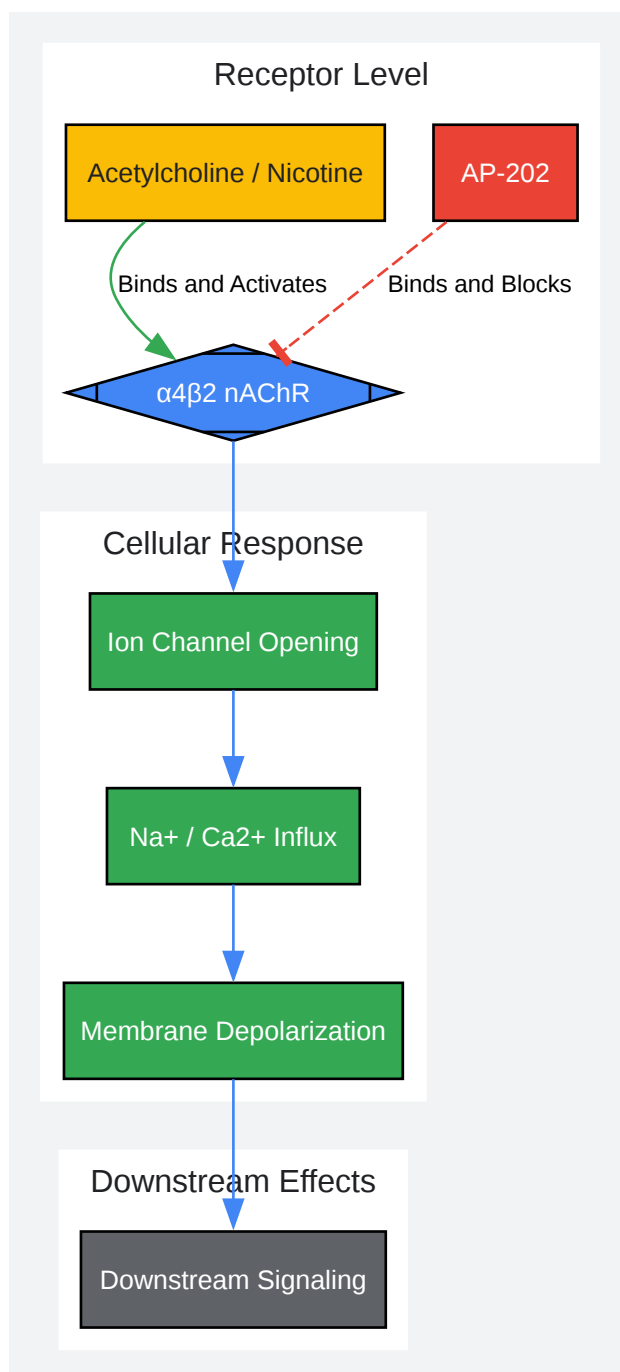 Receptor Level
Acetylcholine / Nicotine
AP-202
Binds and Activates
Binds and Blocks
α4β2 nAChR
Cellular Response
Ion Channel Opening
Na+ / Ca2+ Influx
Membrane Depolarization
Downstream Effects
Downstream Signaling